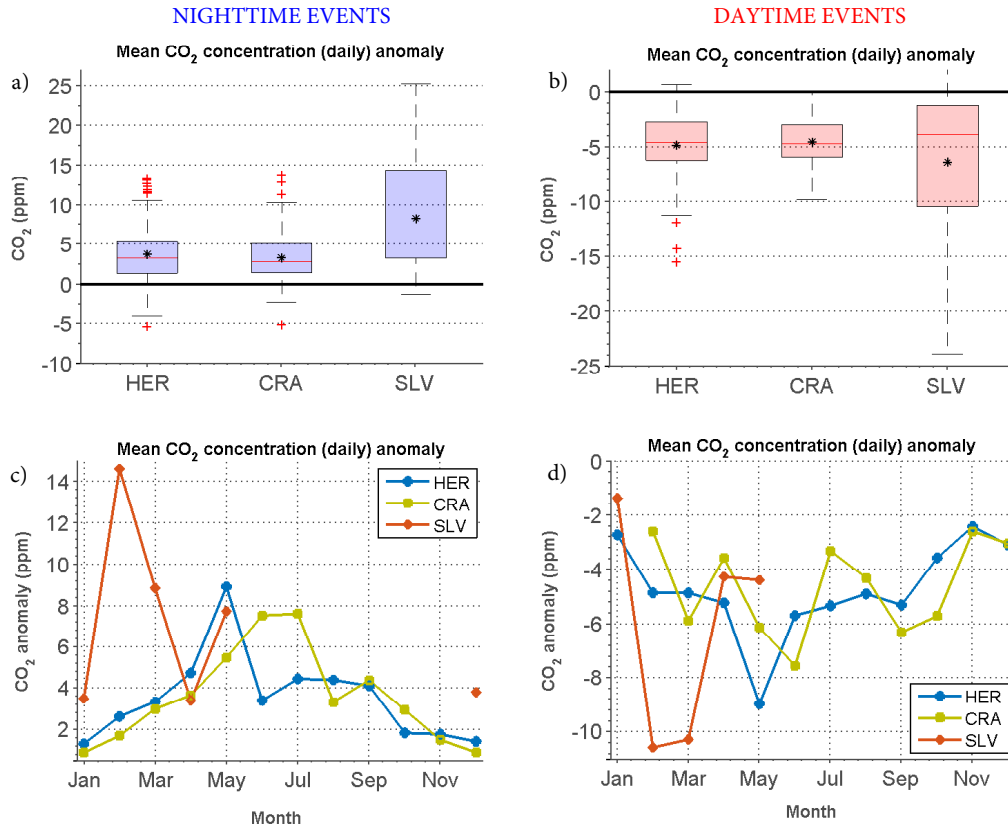 NIGHTTIME EVENTS
DAYTIME EVENTS
a)
Mean CO₂ concentration (daily) anomaly
CO₂ (ppm)
25
20
15
10
5
0
-5
-10
HER CRA SLV
b)
Mean CO₂ concentration (daily) anomaly
CO₂ (ppm)
0
-5
-10
-15
-20
-25
HER CRA SLV
c)
Mean CO₂ concentration (daily) anomaly
CO₂ anomaly (ppm)
14
12
10
8
6
4
2
HER
CRA
SLV
Jan Mar May Jul Sep Nov
Month
d)
Mean CO₂ concentration (daily) anomaly
CO₂ anomaly (ppm)
0
-2
-4
-6
-8
-10
HER
CRA
SLV
Jan Mar May Jul Sep Nov
Month